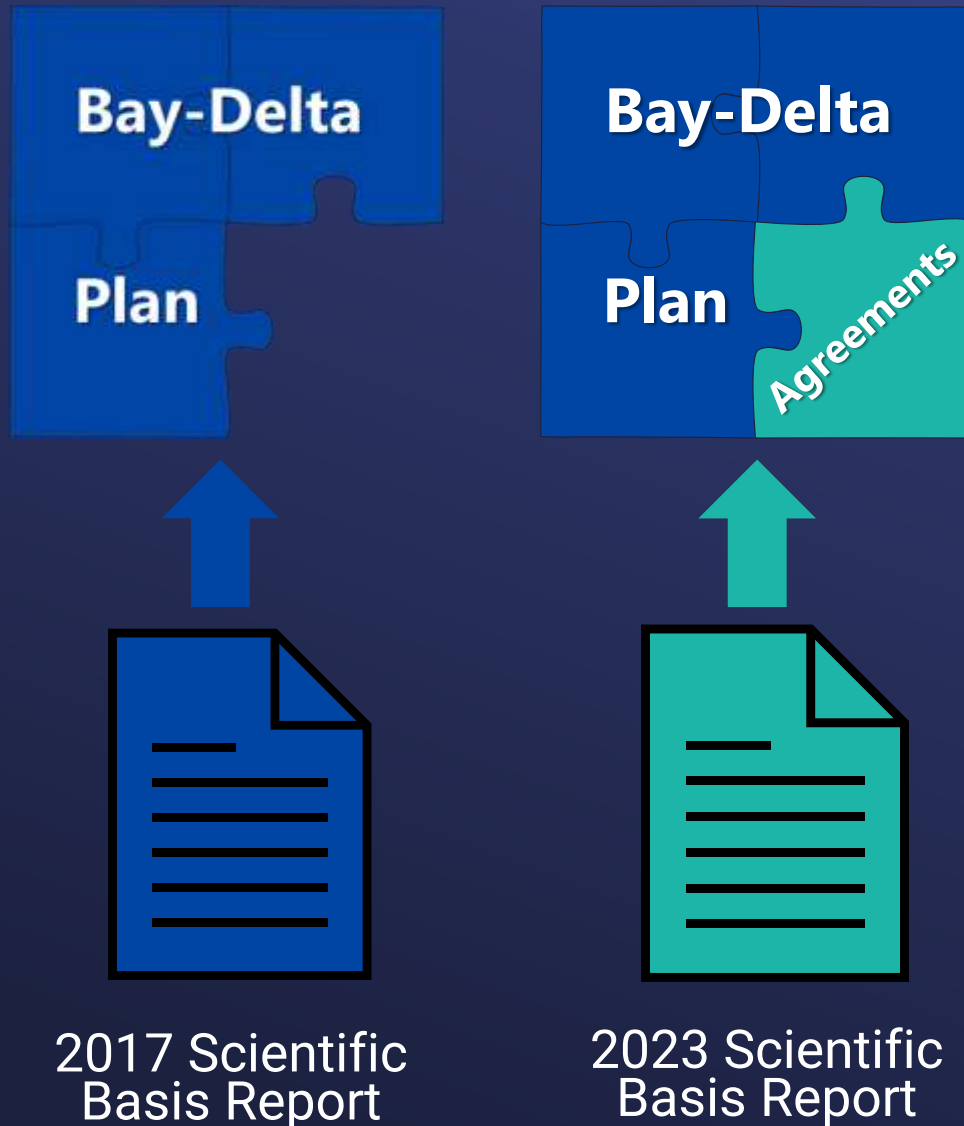 Bay-Delta
Plan
2017 Scientific
Basis Report
Bay-Delta
Plan
Agreements
2023 Scientific
Basis Report